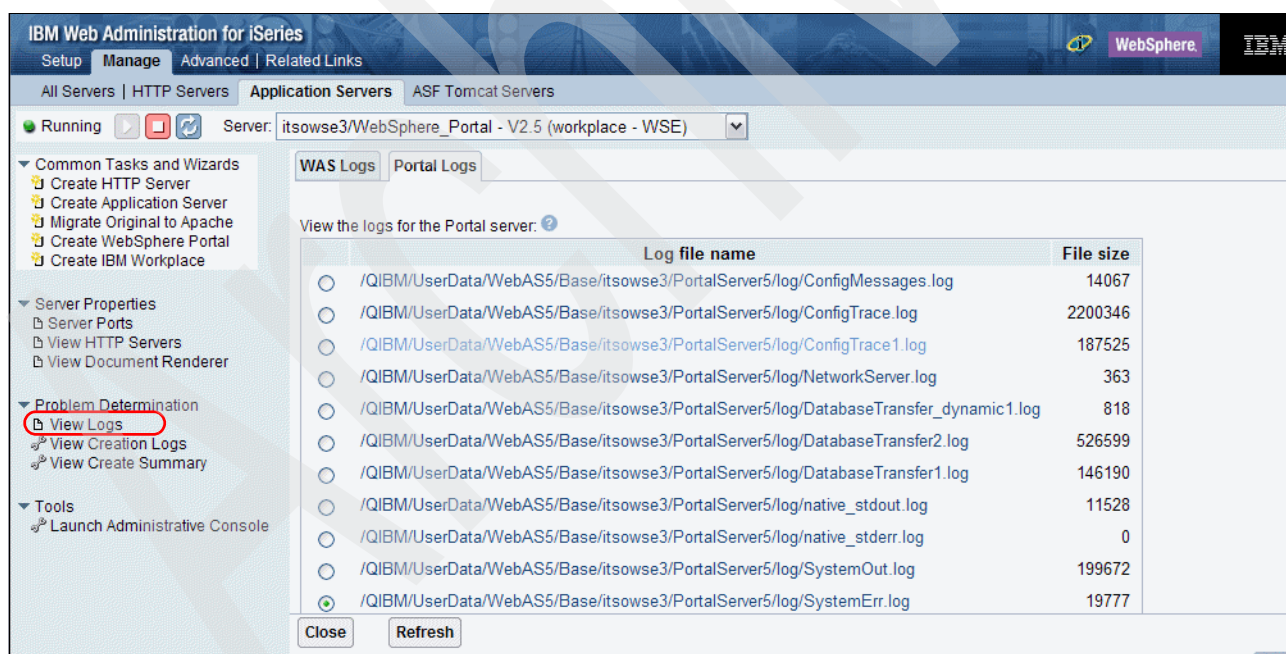 IBM Web Administration for iSeries
WebSphere.
IBM
Setup Manage Advanced | Related Links
All Servers | HTTP Servers Application Servers ASF Tomcat Servers
Running Server: itsowse3/WebSphere_Portal - V2.5 (workplace - WSE)
Common Tasks and Wizards
Create HTTP Server
Create Application Server
Migrate Original to Apache
Create WebSphere Portal
Create IBM Workplace
Server Properties
Server Ports
View HTTP Servers
View Document Renderer
Problem Determination
View Logs
View Creation Logs
View Create Summary
Tools
Launch Administrative Console
WAS Logs Portal Logs
View the logs for the Portal server:
Log file name File size
/QIBM/UserData/WebAS5/Base/itsowse3/PortalServer5/log/ConfigMessages.log 14067
/QIBM/UserData/WebAS5/Base/itsowse3/PortalServer5/log/ConfigTrace.log 2200346
/QIBM/UserData/WebAS5/Base/itsowse3/PortalServer5/log/ConfigTrace1.log 187525
/QIBM/UserData/WebAS5/Base/itsowse3/PortalServer5/log/NetworkServer.log 363
/QIBM/UserData/WebAS5/Base/itsowse3/PortalServer5/log/DatabaseTransfer_dynamic1.log 818
/QIBM/UserData/WebAS5/Base/itsowse3/PortalServer5/log/DatabaseTransfer2.log 526599
/QIBM/UserData/WebAS5/Base/itsowse3/PortalServer5/log/DatabaseTransfer1.log 146190
/QIBM/UserData/WebAS5/Base/itsowse3/PortalServer5/log/native_stdout.log 11528
/QIBM/UserData/WebAS5/Base/itsowse3/PortalServer5/log/native_stderr.log 0
/QIBM/UserData/WebAS5/Base/itsowse3/PortalServer5/log/SystemOut.log 199672
/QIBM/UserData/WebAS5/Base/itsowse3/PortalServer5/log/SystemErr.log 19777
Close Refresh